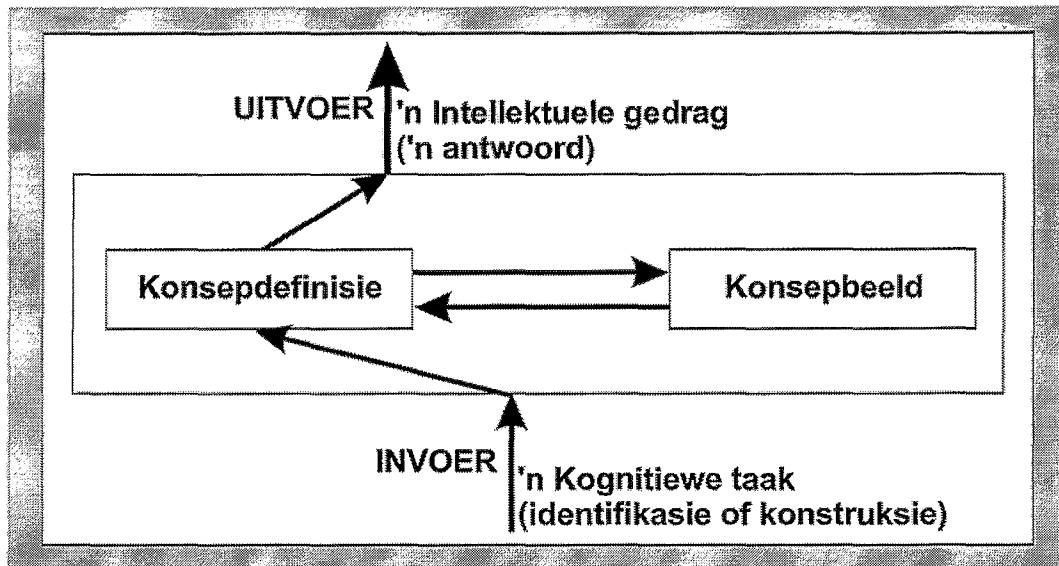 UITVOER
'n Intellektuele gedrag
('n antwoord)
Konsepdefinisie
Konsepbeeld
INVOER
'n Kognitiewe taak
(identifikasie of konstruksie)